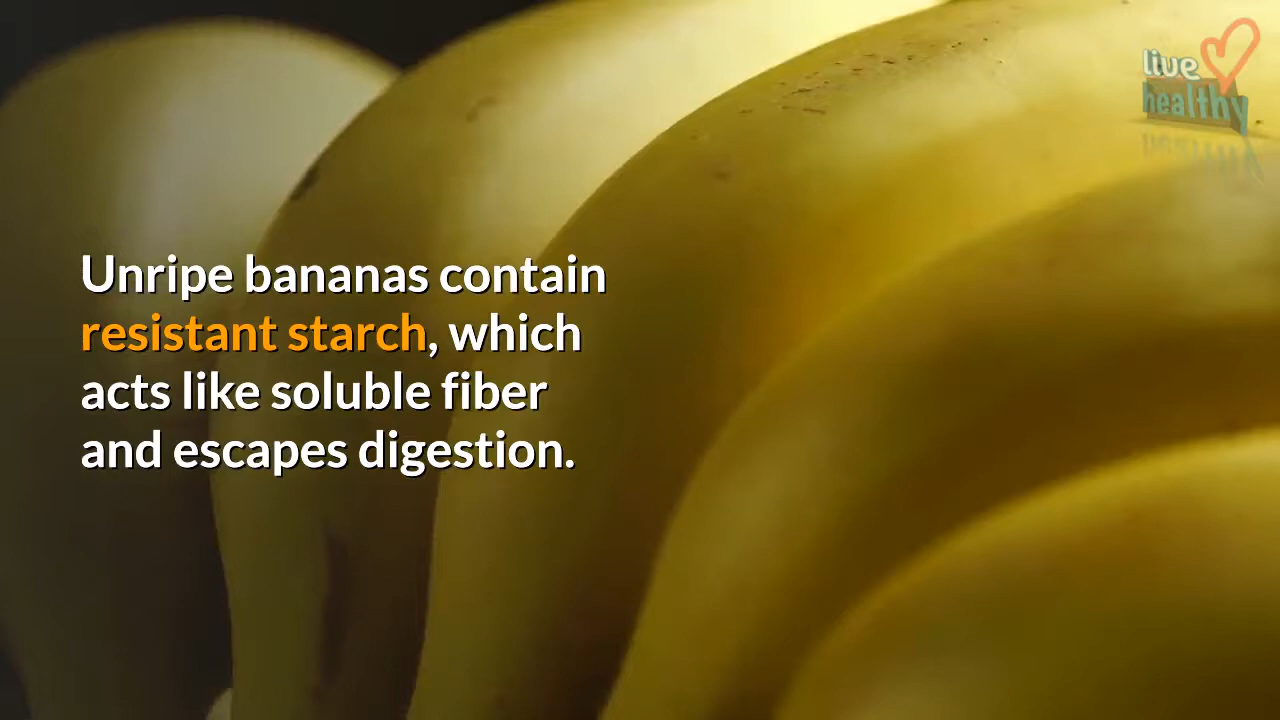 live
healthy
Unripe bananas contain
resistant starch, which
acts like soluble fiber
and escapes digestion.